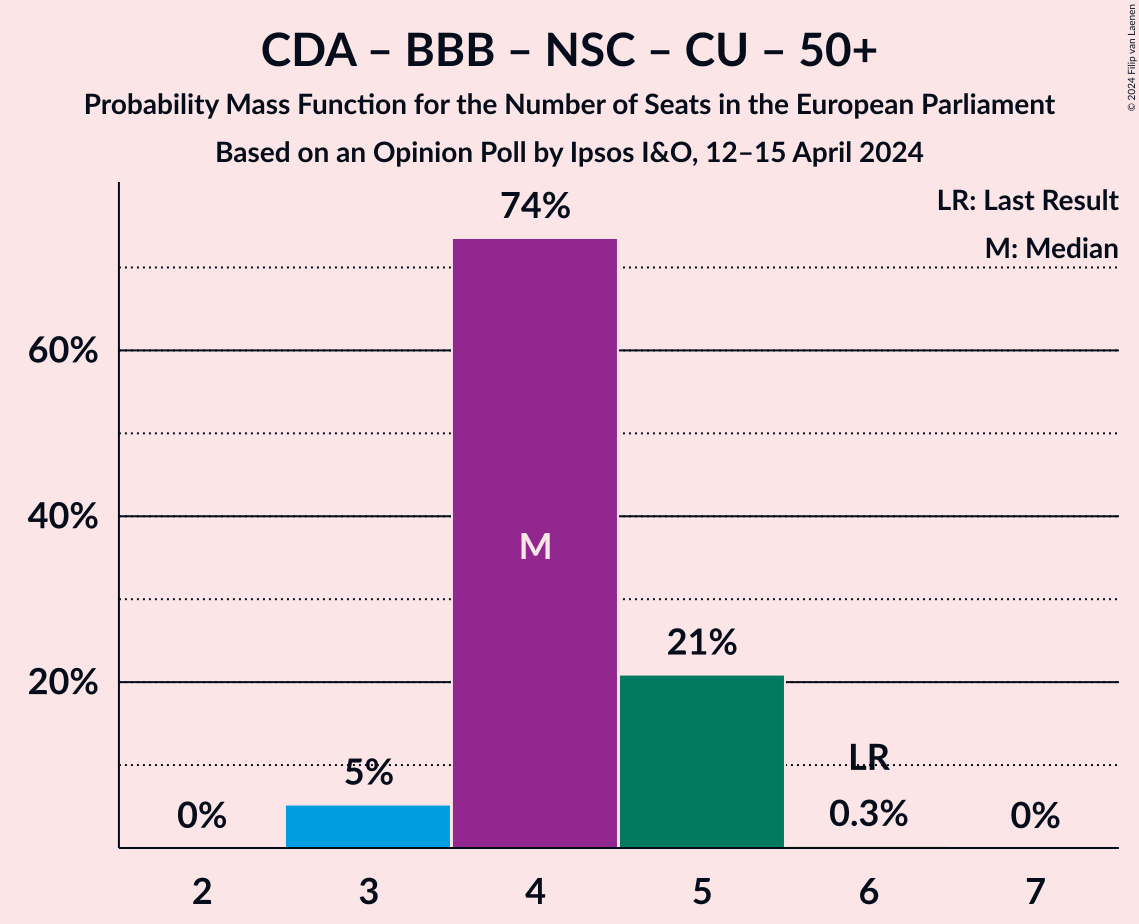 CDA – BBB – NSC – CU – 50+
Probability Mass Function for the Number of Seats in the European Parliament
Based on an Opinion Poll by Ipsos I&O, 12–15 April 2024
© 2024 Filip van Laenen
LR: Last Result
M: Median
74%
60%
40%
M
21%
20%
LR
5%
0%
0.3%
0%
2 3 4 5 6 7